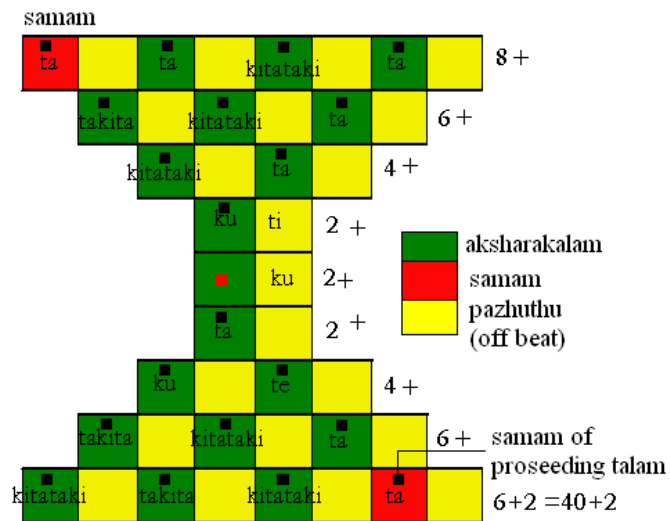 samam
ta ta kitataki ta 8+
takita kitataki ta 6+
kitataki ta 4+
ku ti 2+
ku 2+
ta 2+
ku te 4+
takita kitataki ta 6+
kitataki takita kitataki ta 6+2 =40+2
aksharakalam
samam
pazhuthu
(off beat)
samam of
proseeding talam